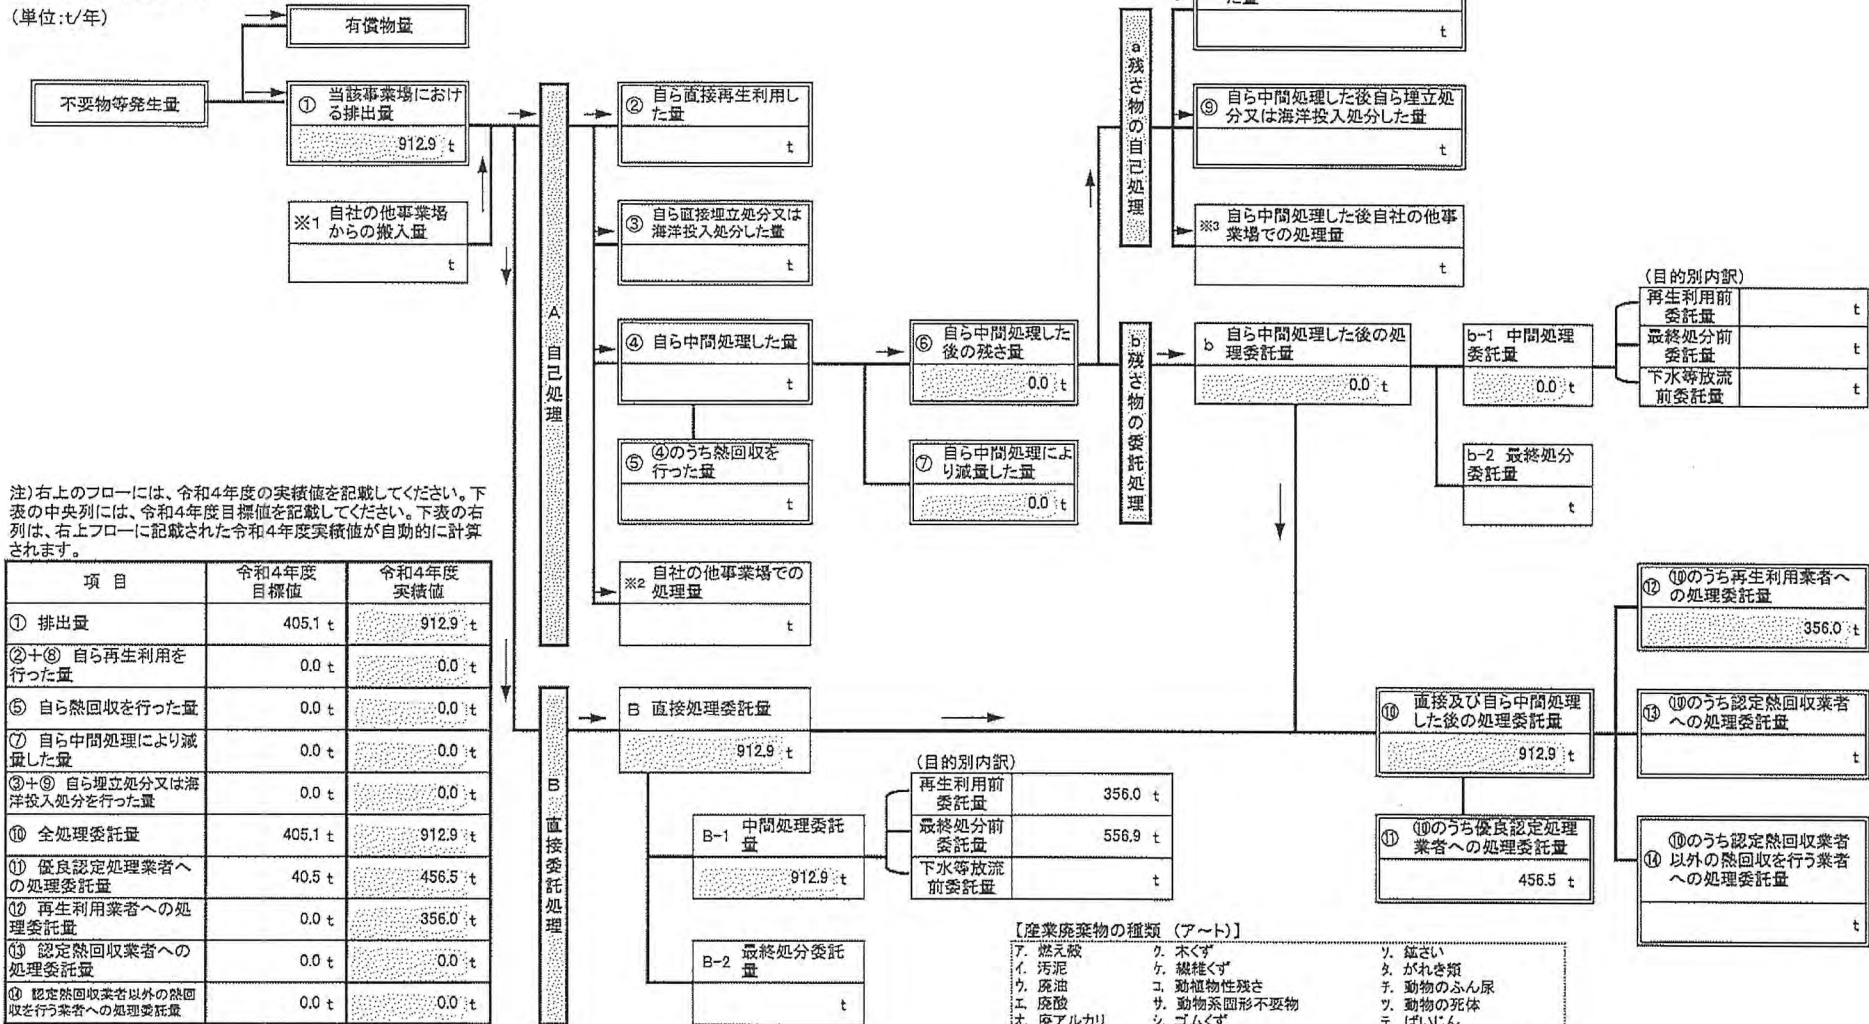 (単位:t/年)
有償物量
不要物等発生量
① 当該事業場におけ
る排出量
912.9 t
※1 自社の他事業場
からの搬入量
t
A 自己処理
② 自ら直接再生利用し
た量
t
③ 自ら直接埋立処分又は
海洋投入処分した量
t
④ 自ら中間処理した量
t
⑤ ④のうち熱回収を
行った量
t
※2 自社の他事業場での
処理量
t
⑥ 自ら中間処理した
後の残さ量
0.0 t
⑦ 自ら中間処理によ
り減量した量
0.0 t
a 残さ物の自己処理
た量
t
⑨ 自ら中間処理した後自ら埋立処
分又は海洋投入処分した量
t
※3 自ら中間処理した後自社の他事
業場での処理量
t
b 残さ物の委託処理
b 自ら中間処理した後の処
理委託量
0.0 t
b-1 中間処理
委託量
0.0 t
b-2 最終処分
委託量
t
(目的別内訳)
再生利用前
委託量
t
最終処分前
委託量
t
下水等放流
前委託量
t
注)右上のフローには、令和4年度の実績値を記載してください。下
表の中央列には、令和4年度目標値を記載してください。下表の右
列は、右上フローに記載された令和4年度実績値が自動的に計算
されます。
項 目
令和4年度
目標値
令和4年度
実績値
① 排出量
405.1 t
912.9 t
②+⑧ 自ら再生利用を
行った量
0.0 t
0.0 t
⑤ 自ら熱回収を行った量
0.0 t
0.0 t
⑦ 自ら中間処理により減
量した量
0.0 t
0.0 t
③+⑨ 自ら埋立処分又は海
洋投入処分を行った量
0.0 t
0.0 t
⑩ 全処理委託量
405.1 t
912.9 t
⑪ 優良認定処理業者へ
の処理委託量
40.5 t
456.5 t
⑫ 再生利用業者への処
理委託量
0.0 t
356.0 t
⑬ 認定熱回収業者への
処理委託量
0.0 t
0.0 t
⑭ 認定熱回収業者以外の熱回
収を行う業者への処理委託量
0.0 t
0.0 t
B 直接委託処理
B 直接処理委託量
912.9 t
B-1 中間処理委託
量
912.9 t
B-2 最終処分委託
量
t
(目的別内訳)
再生利用前
委託量
356.0 t
最終処分前
委託量
556.9 t
下水等放流
前委託量
t
⑩ 直接及び自ら中間処理
した後の処理委託量
912.9 t
⑪ ⑩のうち優良認定処理
業者への処理委託量
456.5 t
⑫ ⑩のうち再生利用業者へ
の処理委託量
356.0 t
⑬ ⑩のうち認定熱回収業者
への処理委託量
t
⑭ ⑩のうち認定熱回収業者
以外の熱回収を行う業者
への処理委託量
t
【産業廃棄物の種類 (ア～ト)】
ア. 燃え殻 ク. 木くず ソ. 鉱さい
イ. 汚泥 ケ. 繊維くず タ. がれき類
ウ. 廃油 コ. 動植物性残さ チ. 動物のふん尿
エ. 廃酸 サ. 動物系固形不要物 ツ. 動物の死体
オ. 廃アルカリ シ. ゴムくず テ. ばいじん